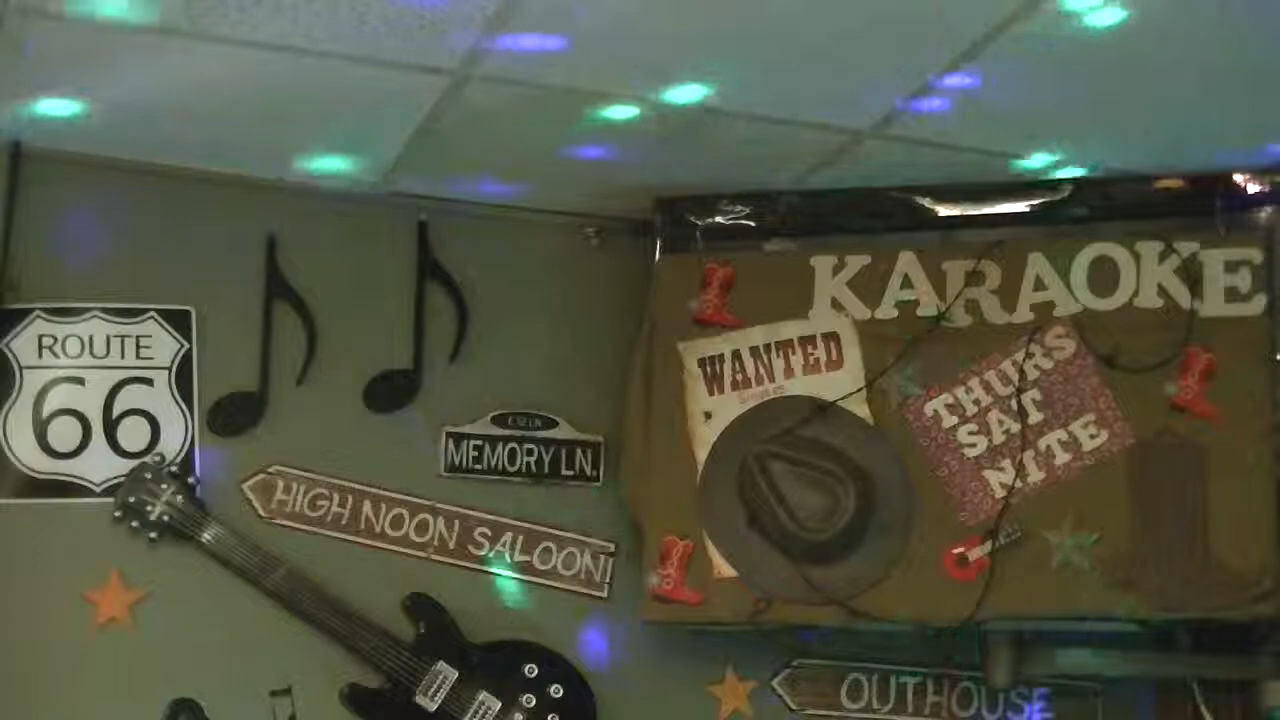 KARAOKE
ROUTE
66
WANTED
THURS
SAT
NITE
MEMORY LN.
HIGH NOON SALOON
OUTHOUSE